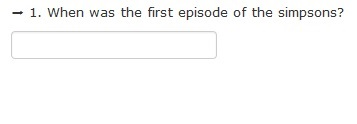 → 1. When was the first episode of the simpsons?